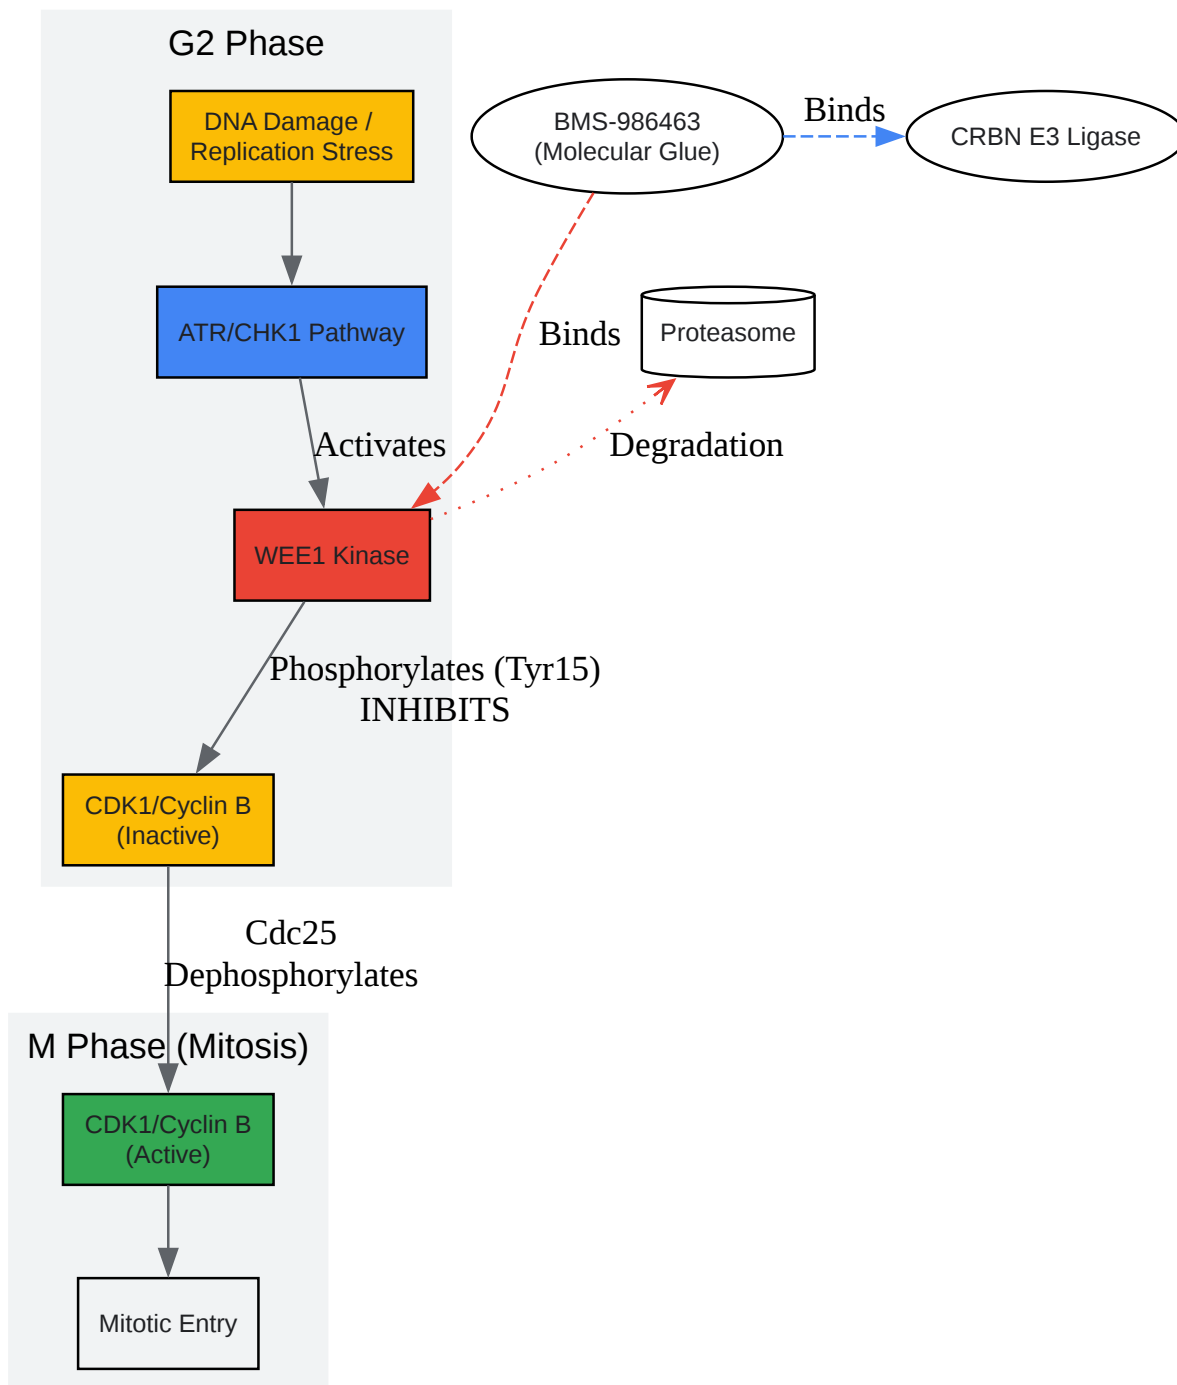 G2 Phase
DNA Damage /
Replication Stress
BMS-986463
(Molecular Glue)
Binds
CRBN E3 Ligase
ATR/CHK1 Pathway
Binds
Proteasome
Activates
Degradation
WEE1 Kinase
Phosphorylates (Tyr15)
INHIBITS
CDK1/Cyclin B
(Inactive)
Cdc25
Dephosphorylates
M Phase (Mitosis)
CDK1/Cyclin B
(Active)
Mitotic Entry